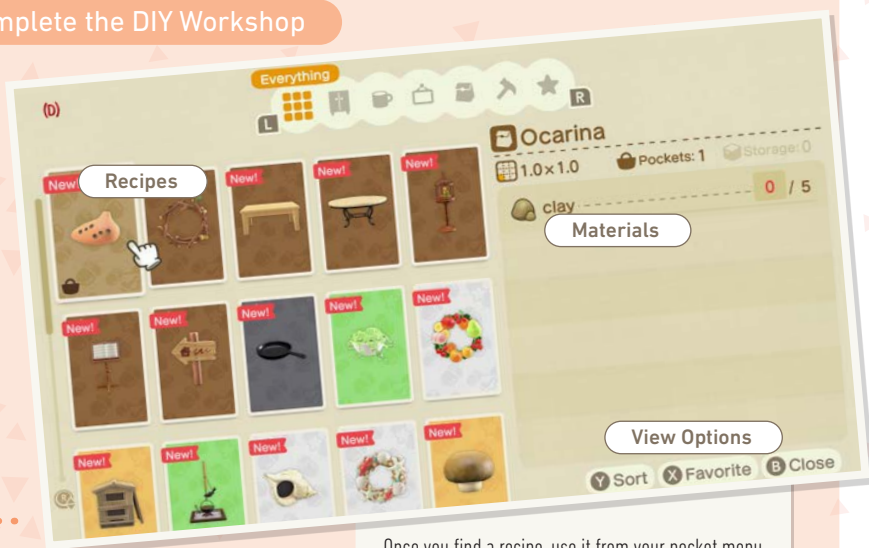 mplete the DIY Workshop
(D)
Everything
L
R
Ocarina
1.0×1.0
Pockets: 1
Storage: 0
New!
Recipes
New!
New!
New!
clay
0 / 5
Materials
New!
New!
New!
New!
New!
View Options
New!
New!
New!
New!
New!
Y Sort
X Favorite
B Close
Once you find a recipe, use it from your pocket menu